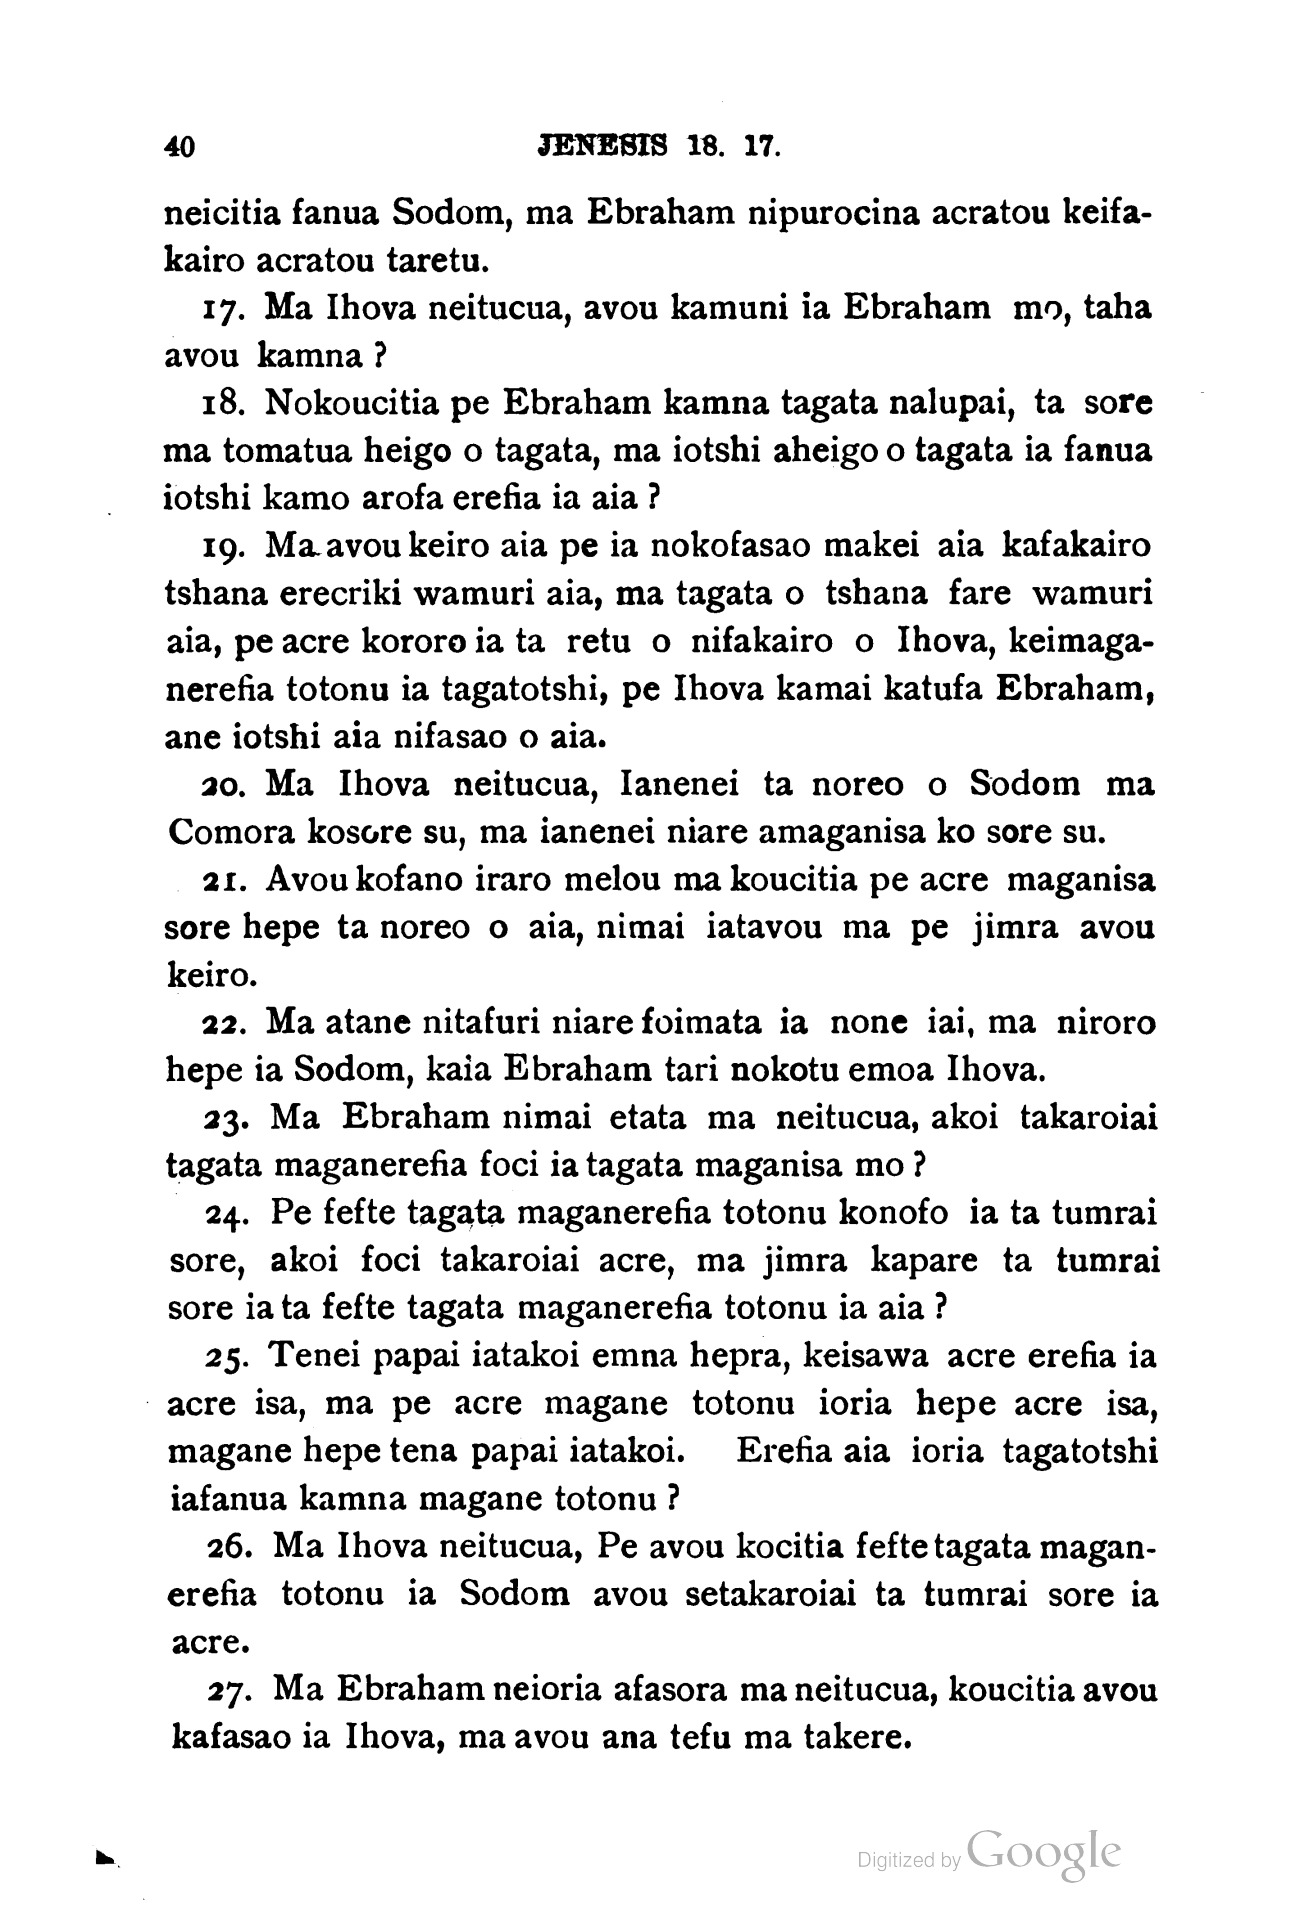 40 JENESIS 18. 17.
neicitia fanua Sodom, ma Ebraham nipurocina acratou keifa-
kairo acratou taretu.
17. Ma Ihova neitucua, avou kamuni ia Ebraham mo, taha
avou kamna ?
18. Nokoucitia pe Ebraham kamna tagata nalupai, ta sore
ma tomatua heigo o tagata, ma iotshi aheigo o tagata ia fanua
iotshi kamo arofa erefia ia aia ?
19. Ma avou keiro aia pe ia nokofasao makei aia kafakairo
tshana erecriki wamuri aia, ma tagata o tshana fare wamuri
aia, pe acre kororo ia ta retu o nifakairo o Ihova, keimaga-
nerefia totonu ia tagatotshi, pe Ihova kamai katufa Ebraham,
ane iotshi aia nifasao o aia.
20. Ma Ihova neitucua, Ianenei ta noreo o Sodom ma
Comora kosore su, ma ianenei niare amaganisa ko sore su.
21. Avou kofano iraro melou ma koucitia pe acre maganisa
sore hepe ta noreo o aia, nimai iatavou ma pe jimra avou
keiro.
22. Ma atane nitafuri niare foimata ia none iai, ma niroro
hepe ia Sodom, kaia Ebraham tari nokotu emoa Ihova.
23. Ma Ebraham nimai etata ma neitucua, akoi takaroiai
tagata maganerefia foci ia tagata maganisa mo ?
24. Pe fefte tagata maganerefia totonu konofo ia ta tumrai
sore, akoi foci takaroiai acre, ma jimra kapare ta tumrai
sore ia ta fefte tagata maganerefia totonu ia aia ?
25. Tenei papai iatakoi emna hepra, keisawa acre erefia ia
acre isa, ma pe acre magane totonu ioria hepe acre isa,
magane hepe tena papai iatakoi. Erefia aia ioria tagatotshi
iafanua kamna magane totonu ?
26. Ma Ihova neitucua, Pe avou kocitia fefte tagata magan-
erefia totonu ia Sodom avou setakaroiai ta tumrai sore ia
acre.
27. Ma Ebraham neioria afasora ma neitucua, koucitia avou
kafasao ia Ihova, ma avou ana tefu ma takere.
Digitized by Google